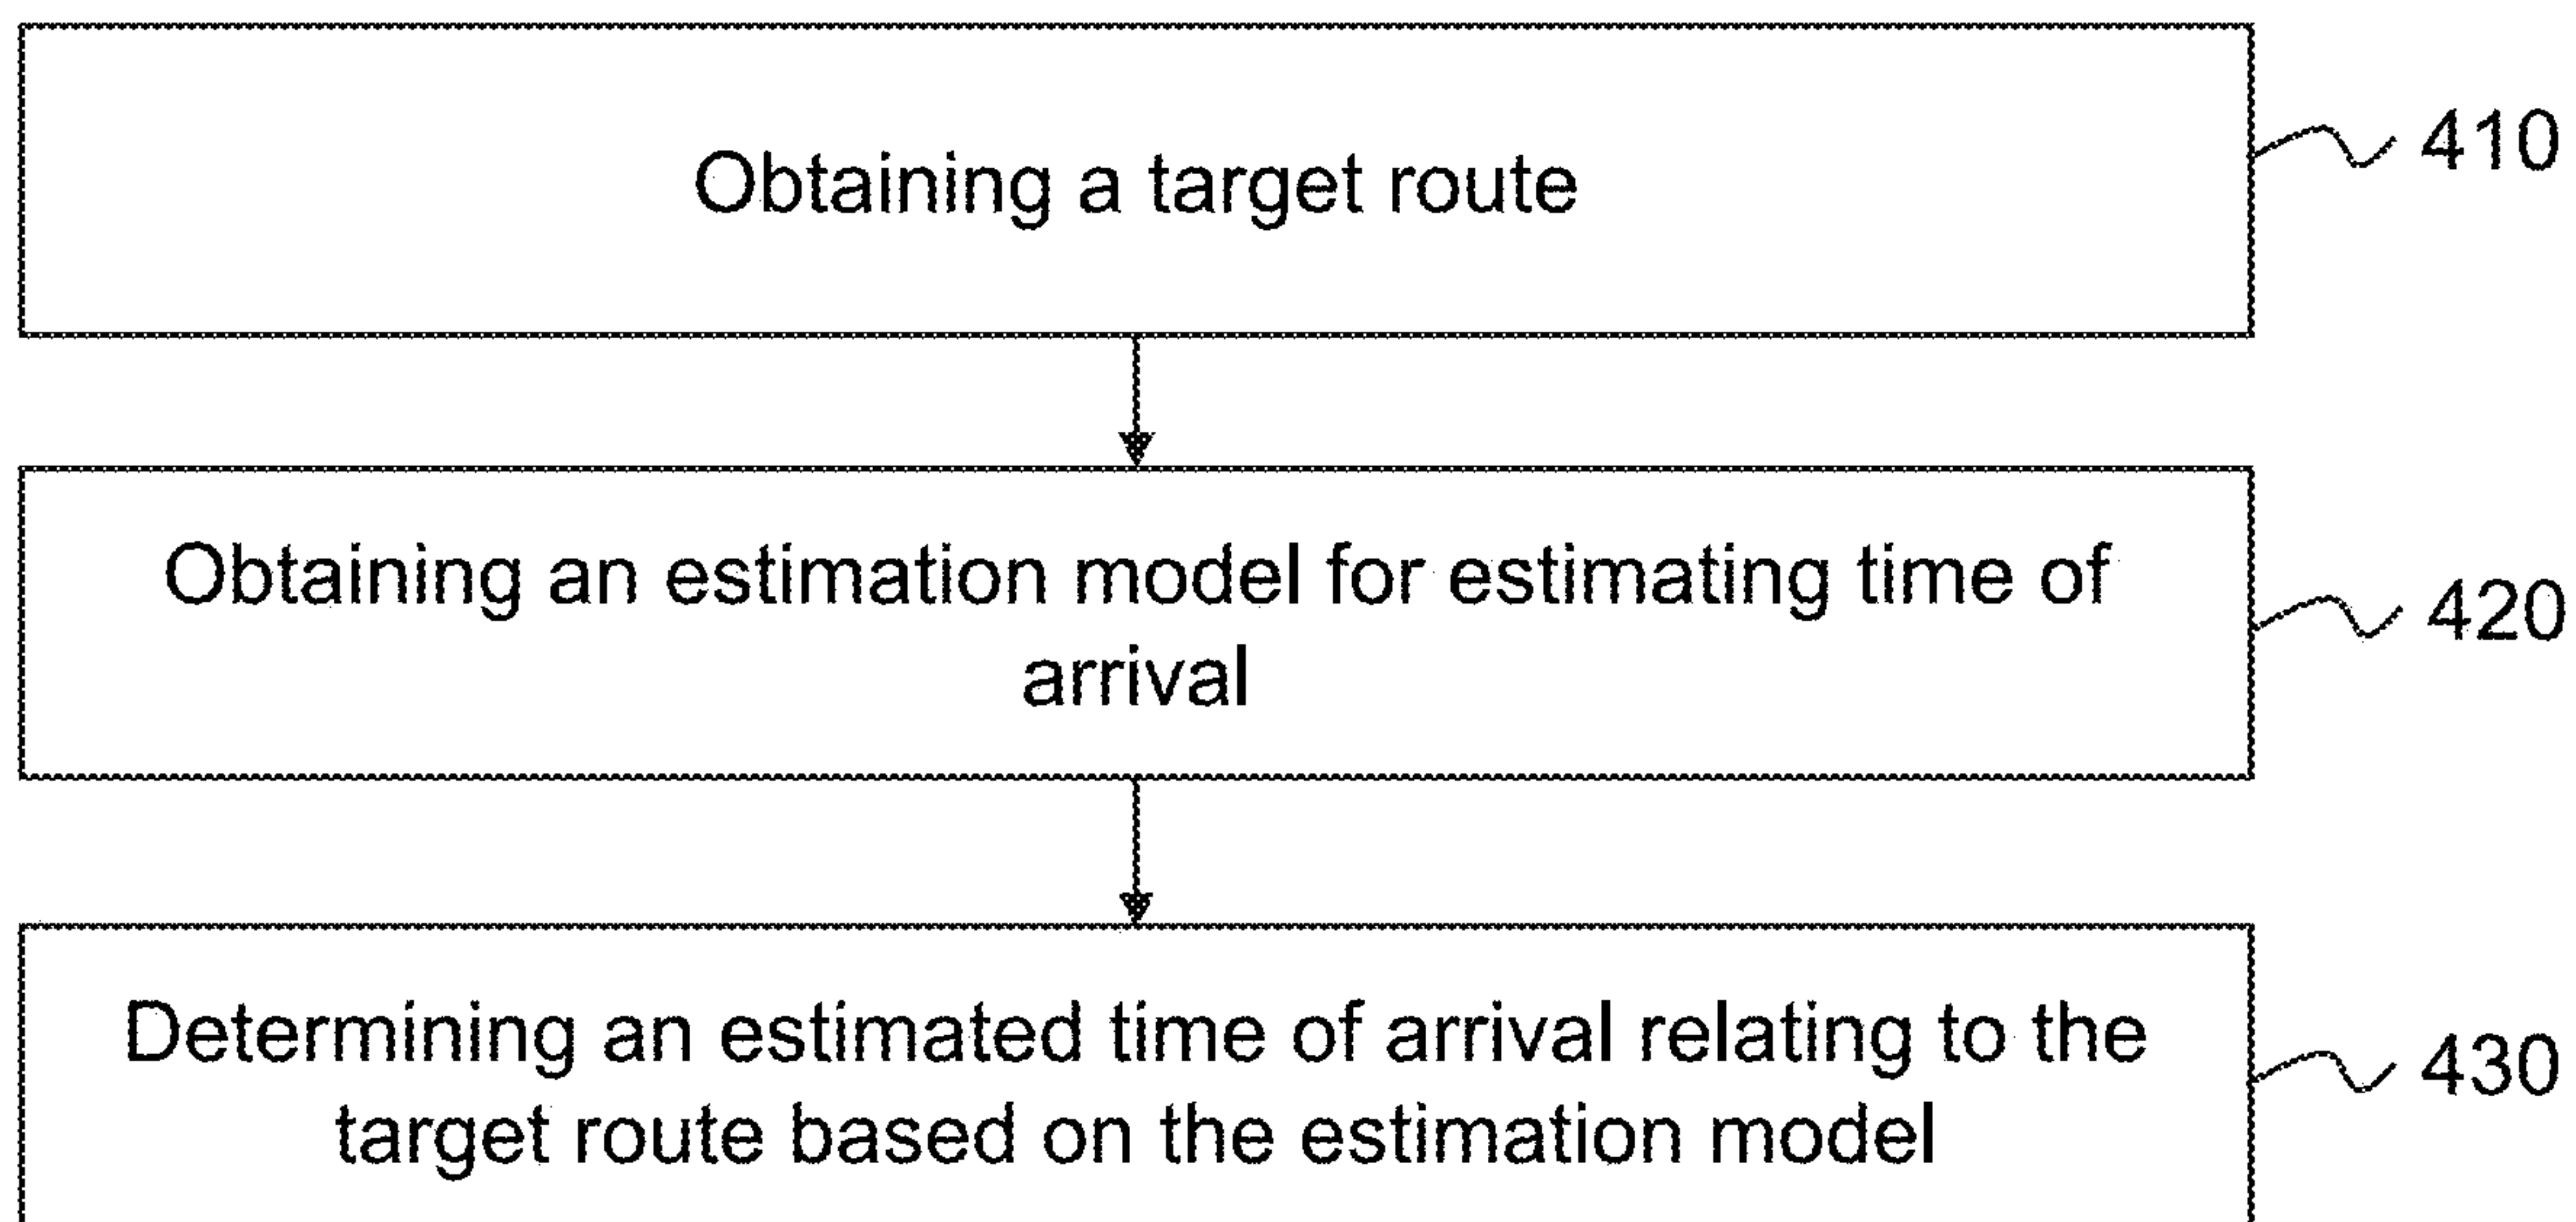 Obtaining a target route
410
Obtaining an estimation model for estimating time of
arrival
420
Determining an estimated time of arrival relating to the
target route based on the estimation model
430